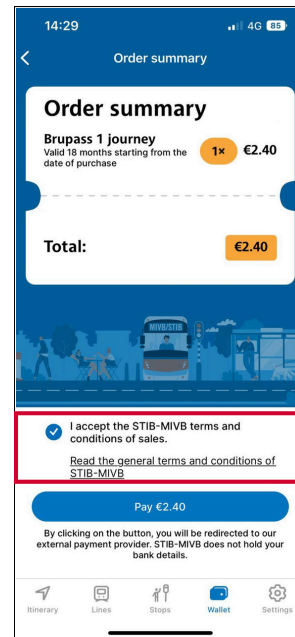 14:29
4G 85
Order summary
Order summary
Brupass 1 journey
Valid 18 months starting from the
date of purchase
1× €2.40
Total:
€2.40
MIVB/STIB
I accept the STIB-MIVB terms and
conditions of sales.
Read the general terms and conditions of
STIB-MIVB
Pay €2.40
By clicking on the button, you will be redirected to our
external payment provider. STIB-MIVB does not hold your
bank details.
Itinerary Lines Stops Wallet Settings